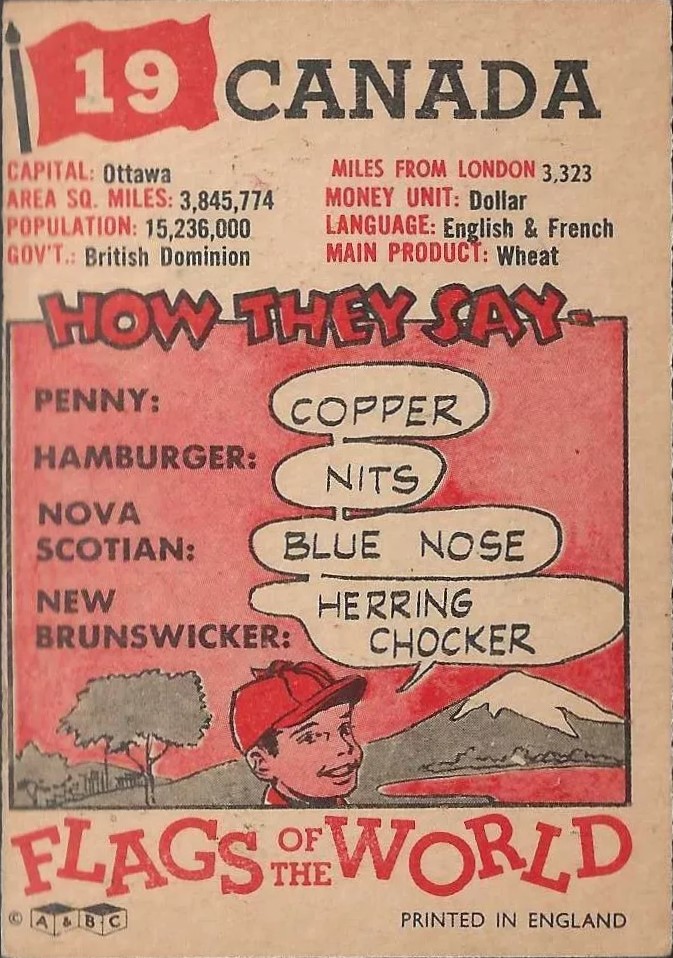 19 CANADA
CAPITAL: Ottawa
AREA SQ. MILES: 3,845,774
POPULATION: 15,236,000
GOV'T.: British Dominion
MILES FROM LONDON 3,323
MONEY UNIT: Dollar
LANGUAGE: English & French
MAIN PRODUCT: Wheat
HOW THEY SAY-
PENNY: COPPER
HAMBURGER: NITS
NOVA
SCOTIAN: BLUE NOSE
NEW HERRING
BRUNSWICKER: CHOCKER
FLAGS OF THE WORLD
© A & B C PRINTED IN ENGLAND